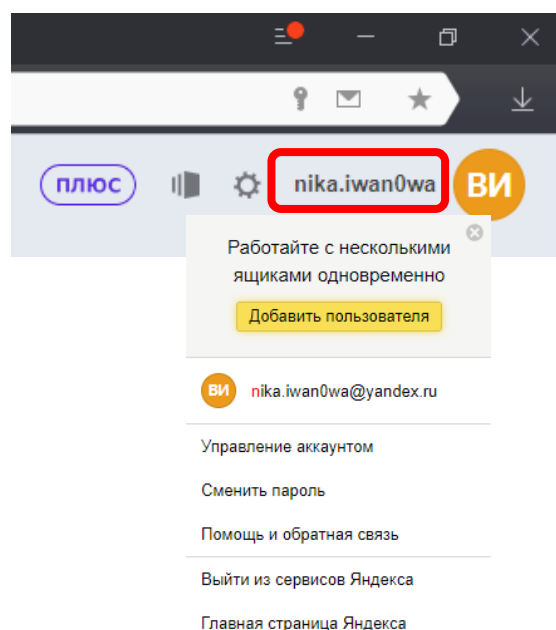 плюс
nika.iwan0wa
ВИ
Работайте с несколькими
ящиками одновременно
Добавить пользователя
ВИ nika.iwan0wa@yandex.ru
Управление аккаунтом
Сменить пароль
Помощь и обратная связь
Выйти из сервисов Яндекса
Главная страница Яндекса